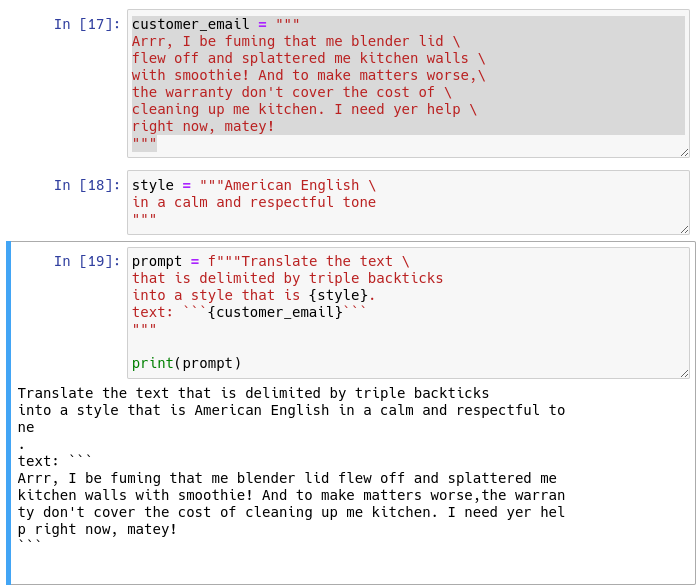 In [17]: customer_email = """
Arrr, I be fuming that me blender lid \
flew off and splattered me kitchen walls \
with smoothie! And to make matters worse,\
the warranty don't cover the cost of \
cleaning up me kitchen. I need yer help \
right now, matey!
"""
In [18]: style = """American English \
in a calm and respectful tone
"""
In [19]: prompt = f"""Translate the text \
that is delimited by triple backticks
into a style that is {style}.
text: ```{customer_email}```
"""
print(prompt)
Translate the text that is delimited by triple backticks
into a style that is American English in a calm and respectful to
ne
.
text: ```
Arrr, I be fuming that me blender lid flew off and splattered me
kitchen walls with smoothie! And to make matters worse,the warran
ty don't cover the cost of cleaning up me kitchen. I need yer hel
p right now, matey!
```